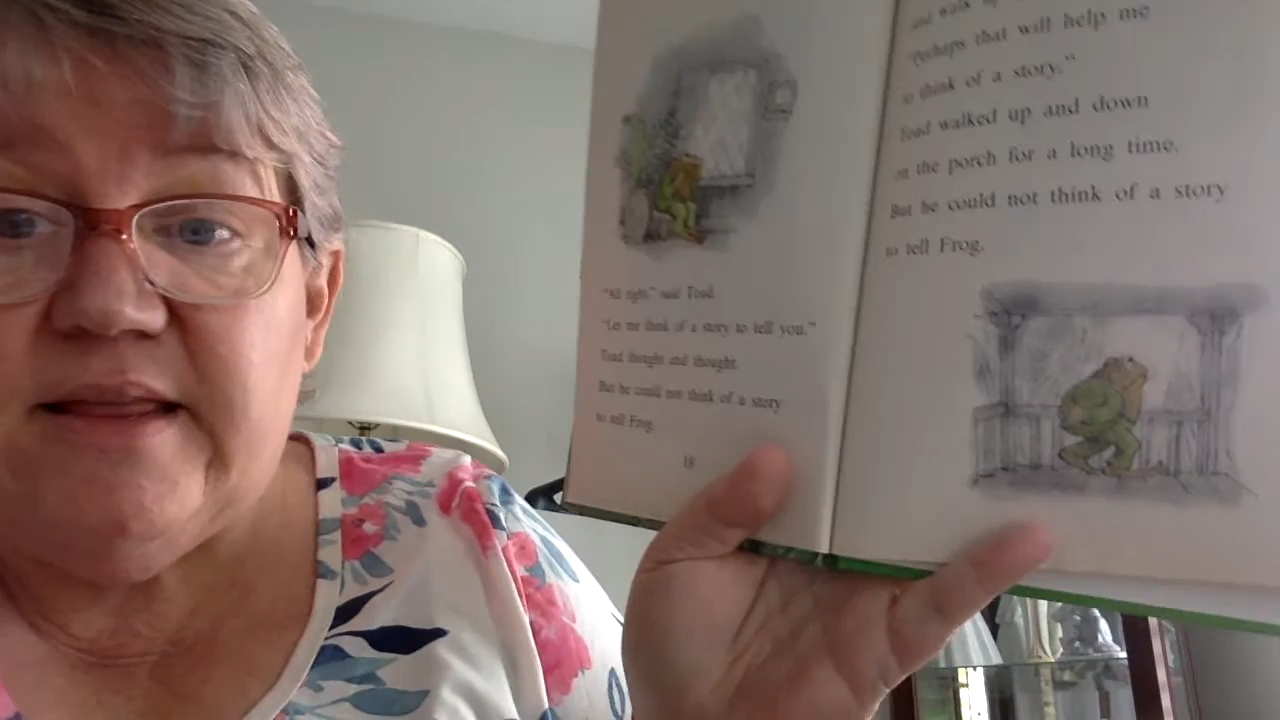 "All right," said Toad.
"Let me think of a story to tell you."
Toad thought and thought.
But he could not think of a story
to tell Frog.
18
and walk up
"Perhaps that will help me
to think of a story."
Toad walked up and down
on the porch for a long time.
But he could not think of a story
to tell Frog.